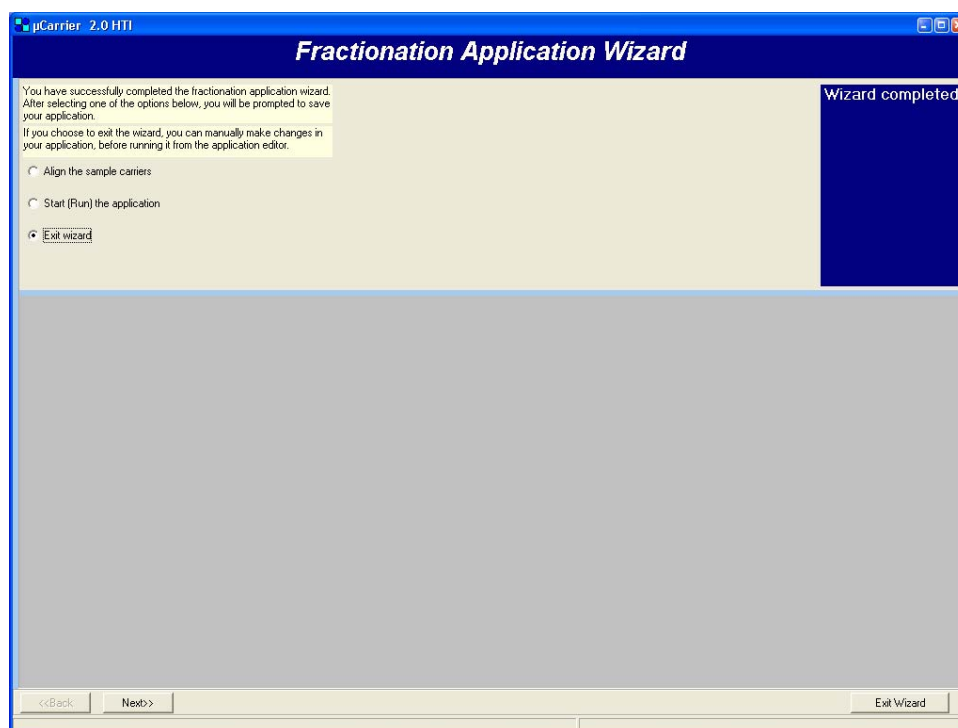 µCarrier 2.0 HTI
Fractionation Application Wizard
You have successfully completed the fractionation application wizard.
After selecting one of the options below, you will be prompted to save
your application.
If you choose to exit the wizard, you can manually make changes in
your application, before running it from the application editor.
Wizard completed
Align the sample carriers
Start (Run) the application
Exit wizard
<<Back
Next>>
Exit Wizard